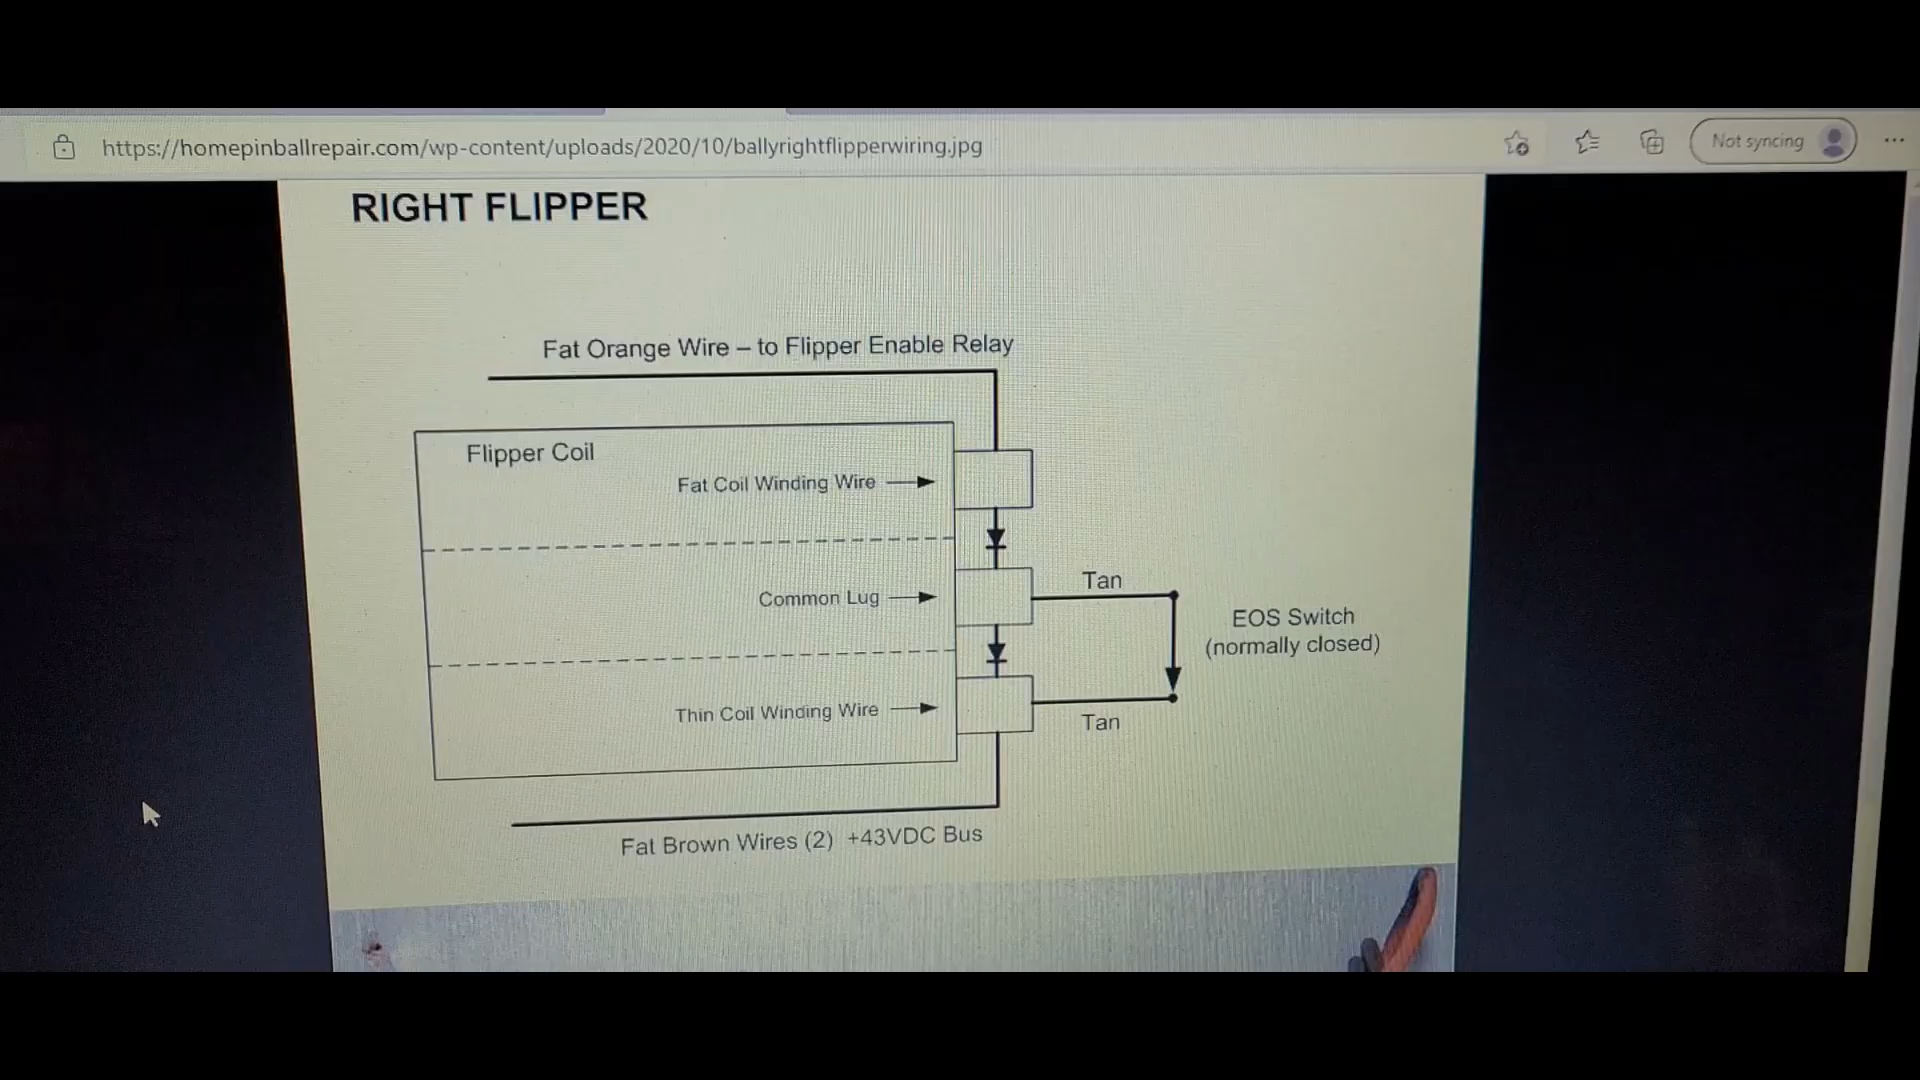 https://homepinballrepair.com/wp-content/uploads/2020/10/ballyrightflipperwiring.jpg
Not syncing
RIGHT FLIPPER
Fat Orange Wire – to Flipper Enable Relay
Flipper Coil
Fat Coil Winding Wire
Tan
Common Lug
EOS Switch
(normally closed)
Thin Coil Winding Wire
Tan
Fat Brown Wires (2) +43VDC Bus